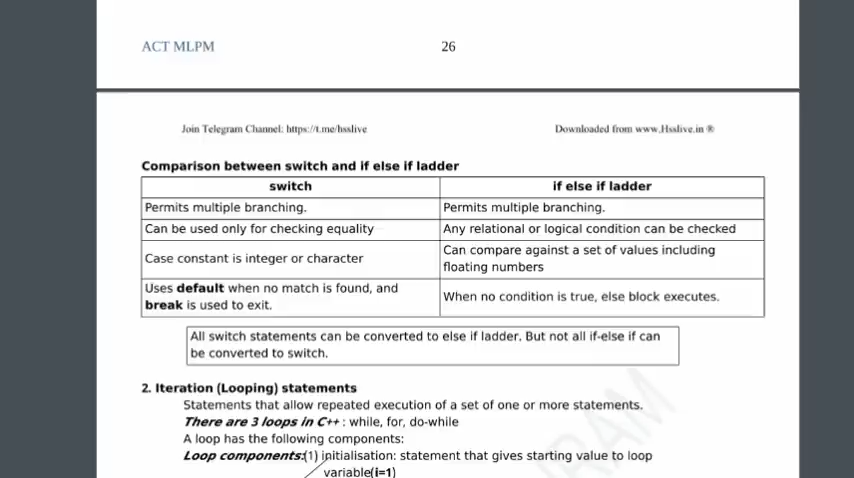 ACT MLPM 26
Join Telegram Channel: https://t.me/hsslive Downloaded from www.Hsslive.in ®
Comparison between switch and if else if ladder
switch if else if ladder
Permits multiple branching. Permits multiple branching.
Can be used only for checking equality Any relational or logical condition can be checked
Case constant is integer or character Can compare against a set of values including
floating numbers
Uses default when no match is found, and
break is used to exit. When no condition is true, else block executes.
All switch statements can be converted to else if ladder. But not all if-else if can
be converted to switch.
2. Iteration (Looping) statements
Statements that allow repeated execution of a set of one or more statements.
There are 3 loops in C++ : while, for, do-while
A loop has the following components:
Loop components:(1) initialisation: statement that gives starting value to loop
variable(i=1)